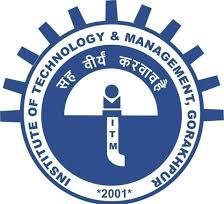 INSTITUTE OF TECHNOLOGY & MANAGEMENT, GORAKHPUR
सह वीर्यं करवावहै
ITM
*2001*